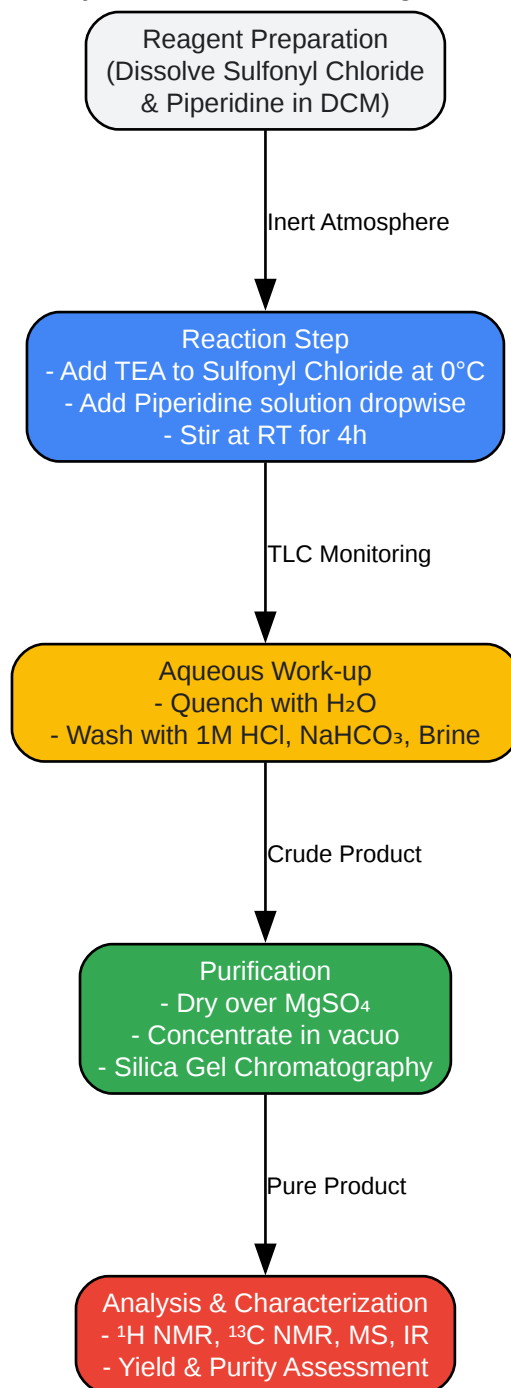 Reagent Preparation
(Dissolve Sulfonyl Chloride
& Piperidine in DCM)
Inert Atmosphere
Reaction Step
- Add TEA to Sulfonyl Chloride at 0°C
- Add Piperidine solution dropwise
- Stir at RT for 4h
TLC Monitoring
Aqueous Work-up
- Quench with H₂O
- Wash with 1M HCl, NaHCO₃, Brine
Crude Product
Purification
- Dry over MgSO₄
- Concentrate in vacuo
- Silica Gel Chromatography
Pure Product
Analysis & Characterization
- ¹H NMR, ¹³C NMR, MS, IR
- Yield & Purity Assessment